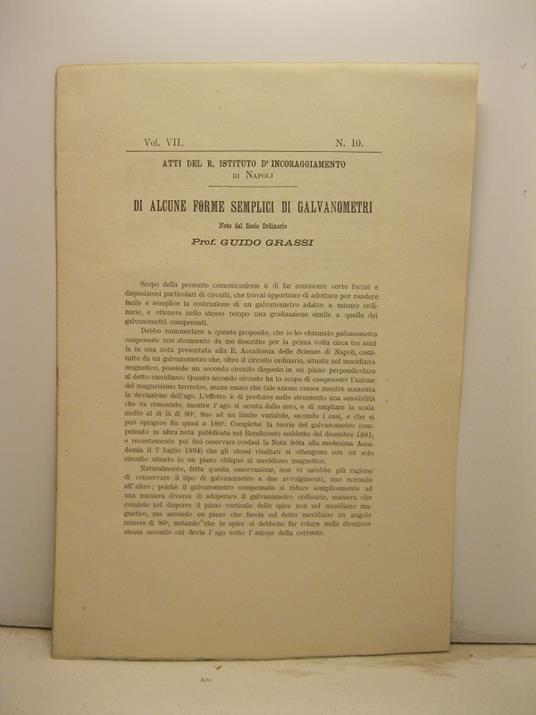 Vol. VII. N. 10.
ATTI DEL R. ISTITUTO D' INCORAGGIAMENTO
DI NAPOLI
DI ALCUNE FORME SEMPLICI DI GALVANOMETRI
Nota del Socio Ordinario
Prof. GUIDO GRASSI
Scopo della presente comunicazione è di far conoscere certe forme e
disposizioni particolari di circuiti, che trovai opportuno di adottare per rendere
facile e semplice la costruzione di un galvanometro adatto a misure ordi-
narie, e ottenere nello stesso tempo una graduazione simile a quella dei
galvanometri compensati.
Debbo rammentare a questo proposito, che io ho chiamato galvanometro
compensato uno strumento da me descritto per la prima volta circa tre anni
fa in una nota presentata alla R. Accademia delle Scienze di Napoli, costi-
tuito da un galvanometro che, oltre il circuito ordinario, situato nel meridiano
magnetico, possiede un secondo circuito disposto in un piano perpendicolare
al detto meridiano. Questo secondo circuito ha lo scopo di compensare l'azione
del magnetismo terrestre, mano mano che tale azione cresce mentre aumenta
la deviazione dell'ago. L'effetto è di produrre nello strumento una sensibilità
che va crescendo, mentre l'ago si scosta dallo zero, e di ampliare la scala
molto al di là di 90°, fino ad un limite variabile, secondo i casi, e che si
può spingere fin quasi a 180°. Completai la teoria del galvanometro com-
pensato in altra nota pubblicata nel Rendiconto suddetto del dicembre 1891;
e recentemente poi feci osservare (vedasi la Nota letta alla medesima Acca-
demia il 7 luglio 1894) che gli stessi risultati si ottengono con un solo
circuito situato in un piano obliquo al meridiano magnetico.
Naturalmente, fatta questa osservazione, non vi sarebbe più ragione
di conservare il tipo di galvanometro a due avvolgimenti, uno normale
all'altro; poichè il galvanometro compensato si riduce semplicemente ad
una maniera diversa di adoperare il galvanometro ordinario, maniera che
consiste nel disporre il piano verticale delle spire non nel meridiano ma-
gnetico, ma secondo un piano che faccia col detto meridiano un angolo
minore di 90°, notando che le spire si debbono far rotare nella direzione
stessa secondo cui devia l'ago sotto l'azione della corrente.